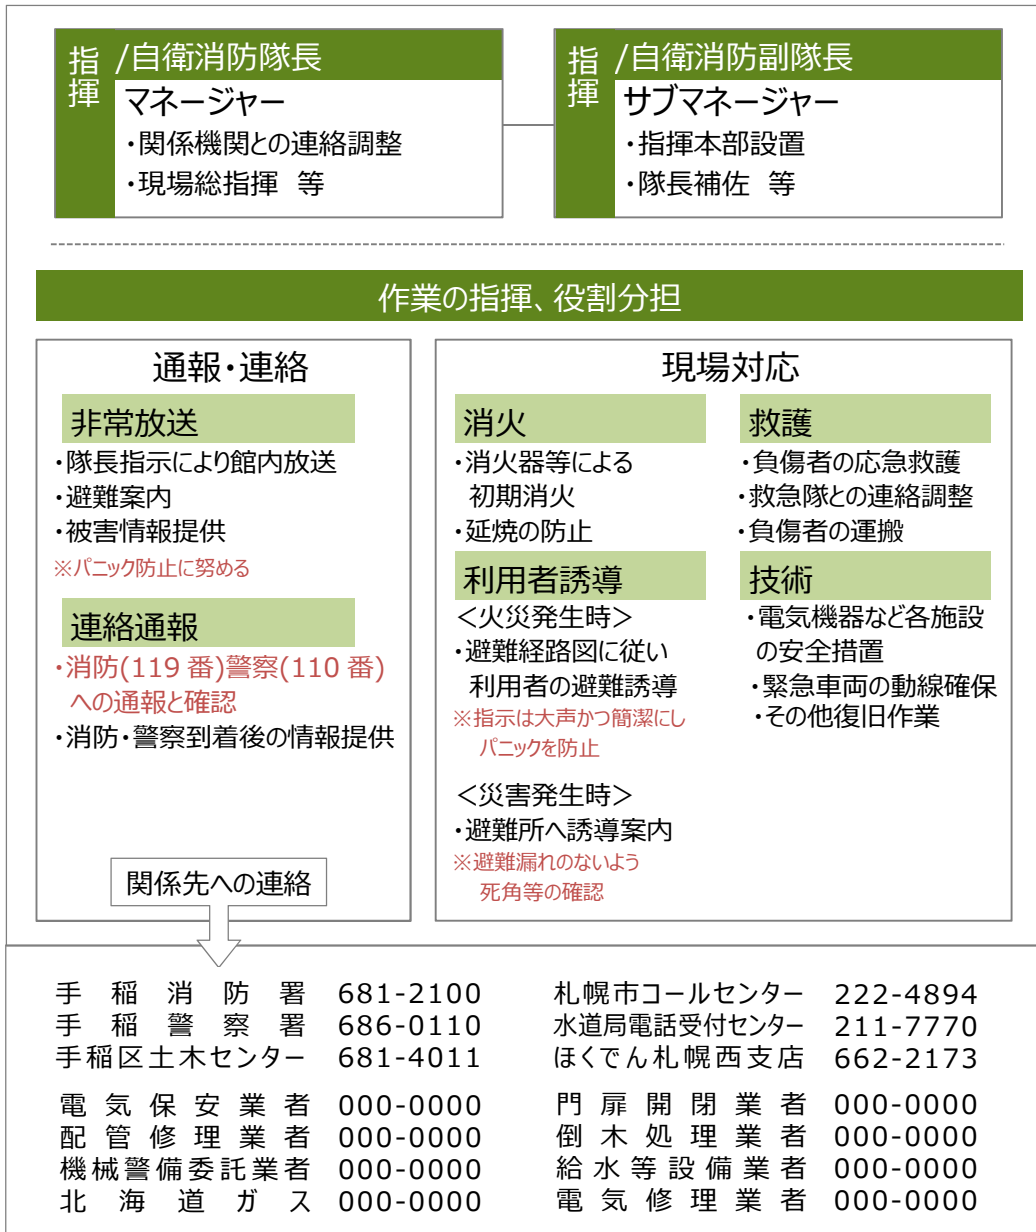 指揮 /自衛消防隊長
マネージャー
・関係機関との連絡調整
・現場総指揮 等
指揮 /自衛消防副隊長
サブマネージャー
・指揮本部設置
・隊長補佐 等
作業の指揮、役割分担
通報・連絡
非常放送
・隊長指示により館内放送
・避難案内
・被害情報提供
※パニック防止に努める
連絡通報
・消防(119 番)警察(110 番)
への通報と確認
・消防・警察到着後の情報提供
関係先への連絡
現場対応
消火
・消火器等による
初期消火
・延焼の防止
利用者誘導
＜火災発生時＞
・避難経路図に従い
利用者の避難誘導
※指示は大声かつ簡潔にし
パニックを防止
＜災害発生時＞
・避難所へ誘導案内
※避難漏れのないよう
死角等の確認
救護
・負傷者の応急救護
・救急隊との連絡調整
・負傷者の運搬
技術
・電気機器など各施設
の安全措置
・緊急車両の動線確保
・その他復旧作業
手稲消防署 681-2100
手稲警察署 686-0110
手稲区土木センター 681-4011
電気保安業者 000-0000
配管修理業者 000-0000
機械警備委託業者 000-0000
北海道ガス 000-0000
札幌市コールセンター 222-4894
水道局電話受付センター 211-7770
ほくでん札幌西支店 662-2173
門扉開閉業者 000-0000
倒木処理業者 000-0000
給水等設備業者 000-0000
電気修理業者 000-0000